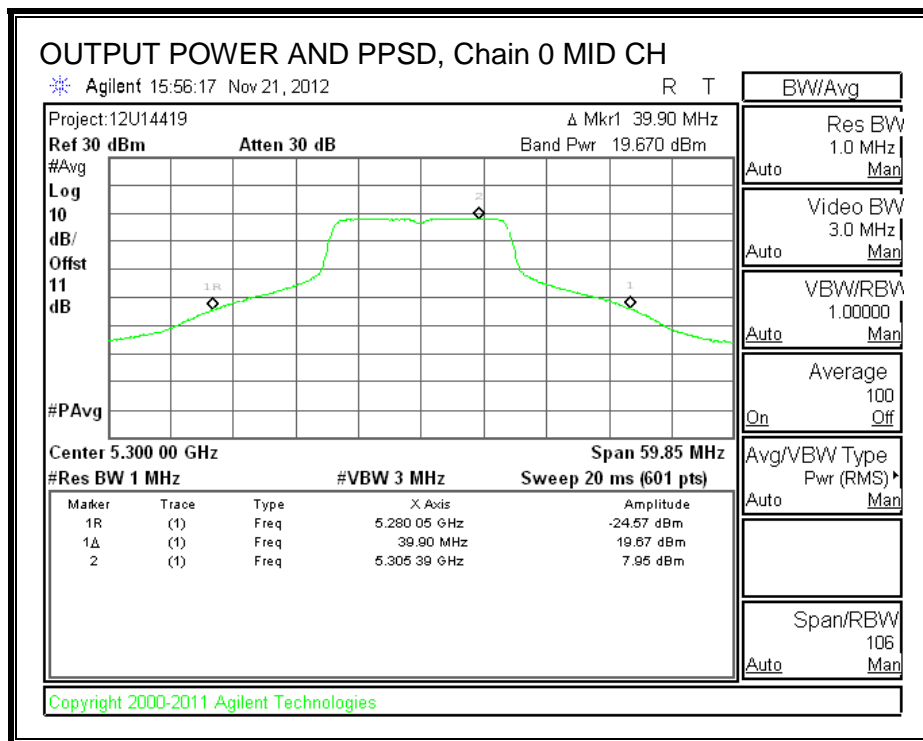 OUTPUT POWER AND PPSD, Chain 0 MID CH
Agilent 15:56:17 Nov 21, 2012 R T
Project:12U14419 Δ Mkr1 39.90 MHz
Ref 30 dBm Atten 30 dB Band Pwr 19.670 dBm
#Avg
Log
10
dB/
Offst
11
dB
#PAvg
1R
2
1
Center 5.300 00 GHz Span 59.85 MHz
#Res BW 1 MHz #VBW 3 MHz Sweep 20 ms (601 pts)
Marker Trace Type X Axis Amplitude
1R (1) Freq 5.280 05 GHz -24.57 dBm
1Δ (1) Freq 39.90 MHz 19.67 dBm
2 (1) Freq 5.305 39 GHz 7.95 dBm
BW/Avg
Res BW
1.0 MHz
Auto Man
Video BW
3.0 MHz
Auto Man
VBW/RBW
1.00000
Auto Man
Average
100
On Off
Avg/VBW Type
Pwr (RMS)
Auto Man
Span/RBW
106
Auto Man
Copyright 2000-2011 Agilent Technologies